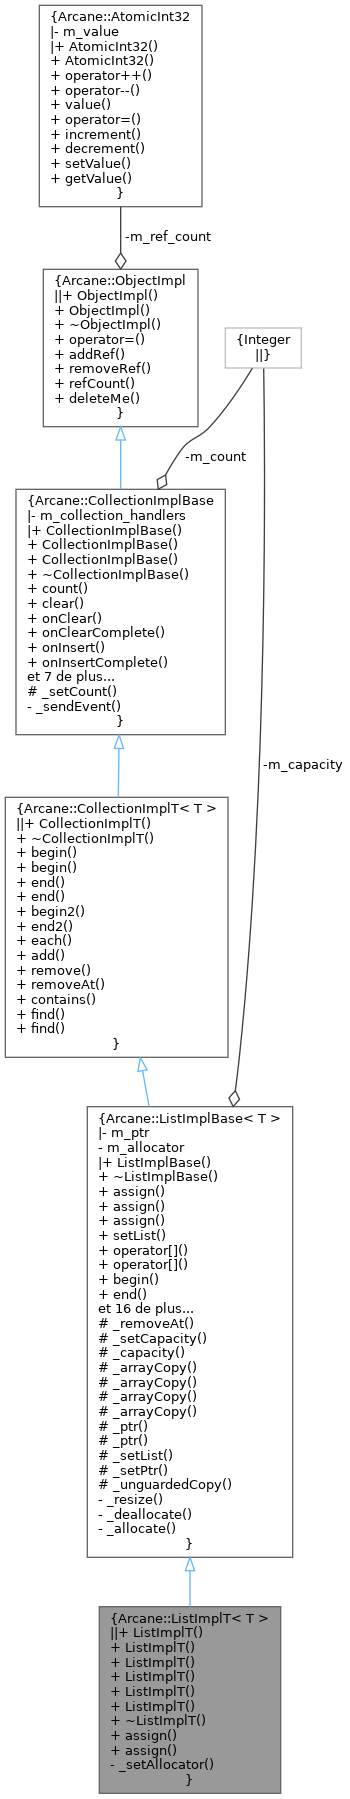 {Arcane::AtomicInt32
|- m_value
|+ AtomicInt32()
+ AtomicInt32()
+ operator++()
+ operator--()
+ value()
+ operator=()
+ increment()
+ decrement()
+ setValue()
+ getValue()
}
-m_ref_count
{Arcane::ObjectImpl
||+ ObjectImpl()
+ ObjectImpl()
+ ~ObjectImpl()
+ operator=()
+ addRef()
+ removeRef()
+ refCount()
+ deleteMe()
}
{Integer
||}
-m_count
{Arcane::CollectionImplBase
|- m_collection_handlers
|+ CollectionImplBase()
+ CollectionImplBase()
+ CollectionImplBase()
+ ~CollectionImplBase()
+ count()
+ clear()
+ onClear()
+ onClearComplete()
+ onInsert()
+ onInsertComplete()
et 7 de plus...
# _setCount()
- _sendEvent()
}
-m_capacity
{Arcane::CollectionImplT< T >
||+ CollectionImplT()
+ ~CollectionImplT()
+ begin()
+ begin()
+ end()
+ end()
+ begin2()
+ end2()
+ each()
+ add()
+ remove()
+ removeAt()
+ contains()
+ find()
+ find()
}
{Arcane::ListImplBase< T >
|- m_ptr
- m_allocator
|+ ListImplBase()
+ ~ListImplBase()
+ assign()
+ assign()
+ assign()
+ setList()
+ operator[]()
+ operator[]()
+ begin()
+ end()
et 16 de plus...
# _removeAt()
# _setCapacity()
# _capacity()
# _arrayCopy()
# _arrayCopy()
# _arrayCopy()
# _arrayCopy()
# _ptr()
# _ptr()
# _setList()
# _setPtr()
# _unguardedCopy()
- _resize()
- _deallocate()
- _allocate()
}
{Arcane::ListImplT< T >
||+ ListImplT()
+ ListImplT()
+ ListImplT()
+ ListImplT()
+ ListImplT()
+ ListImplT()
+ ~ListImplT()
+ assign()
+ assign()
- _setAllocator()
}